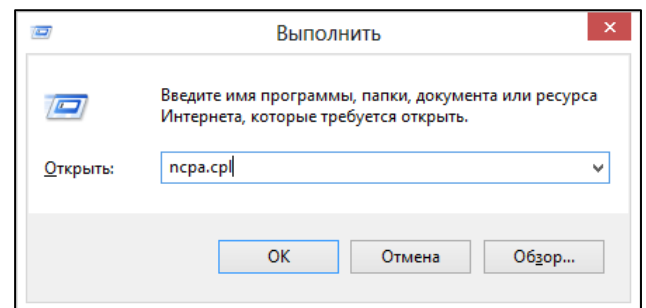 Выполнить
Введите имя программы, папки, документа или ресурса
Интернета, которые требуется открыть.
Открыть:
ncpa.cpl
OK
Отмена
Обзор...